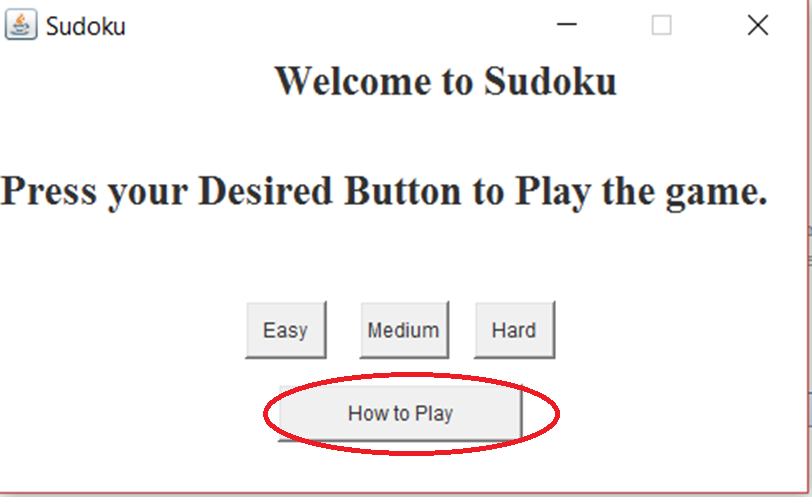 Sudoku
Welcome to Sudoku
Press your Desired Button to Play the game.
Easy Medium Hard
How to Play